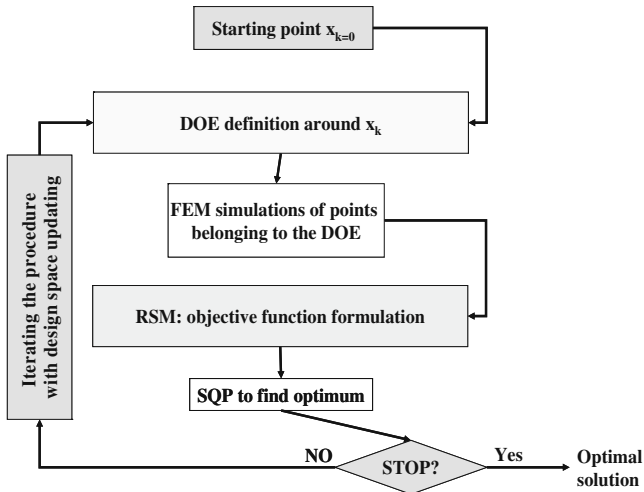 Starting point x_{k=0}
DOE definition around x_k
FEM simulations of points
belonging to the DOE
RSM: objective function formulation
SQP to find optimum
STOP?
NO
Yes
Optimal
solution
Iterating the procedure
with design space updating